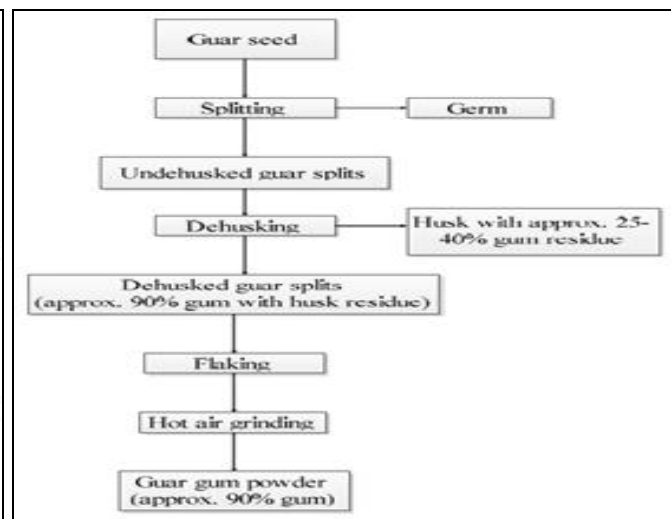 Guar seed
Splitting
Germ
Undehusked guar splits
Dehusking
Husk with approx. 25-
40% gum residue
Dehusked guar splits
(approx. 90% gum with husk residue)
Flaking
Hot air grinding
Guar gum powder
(approx. 90% gum)